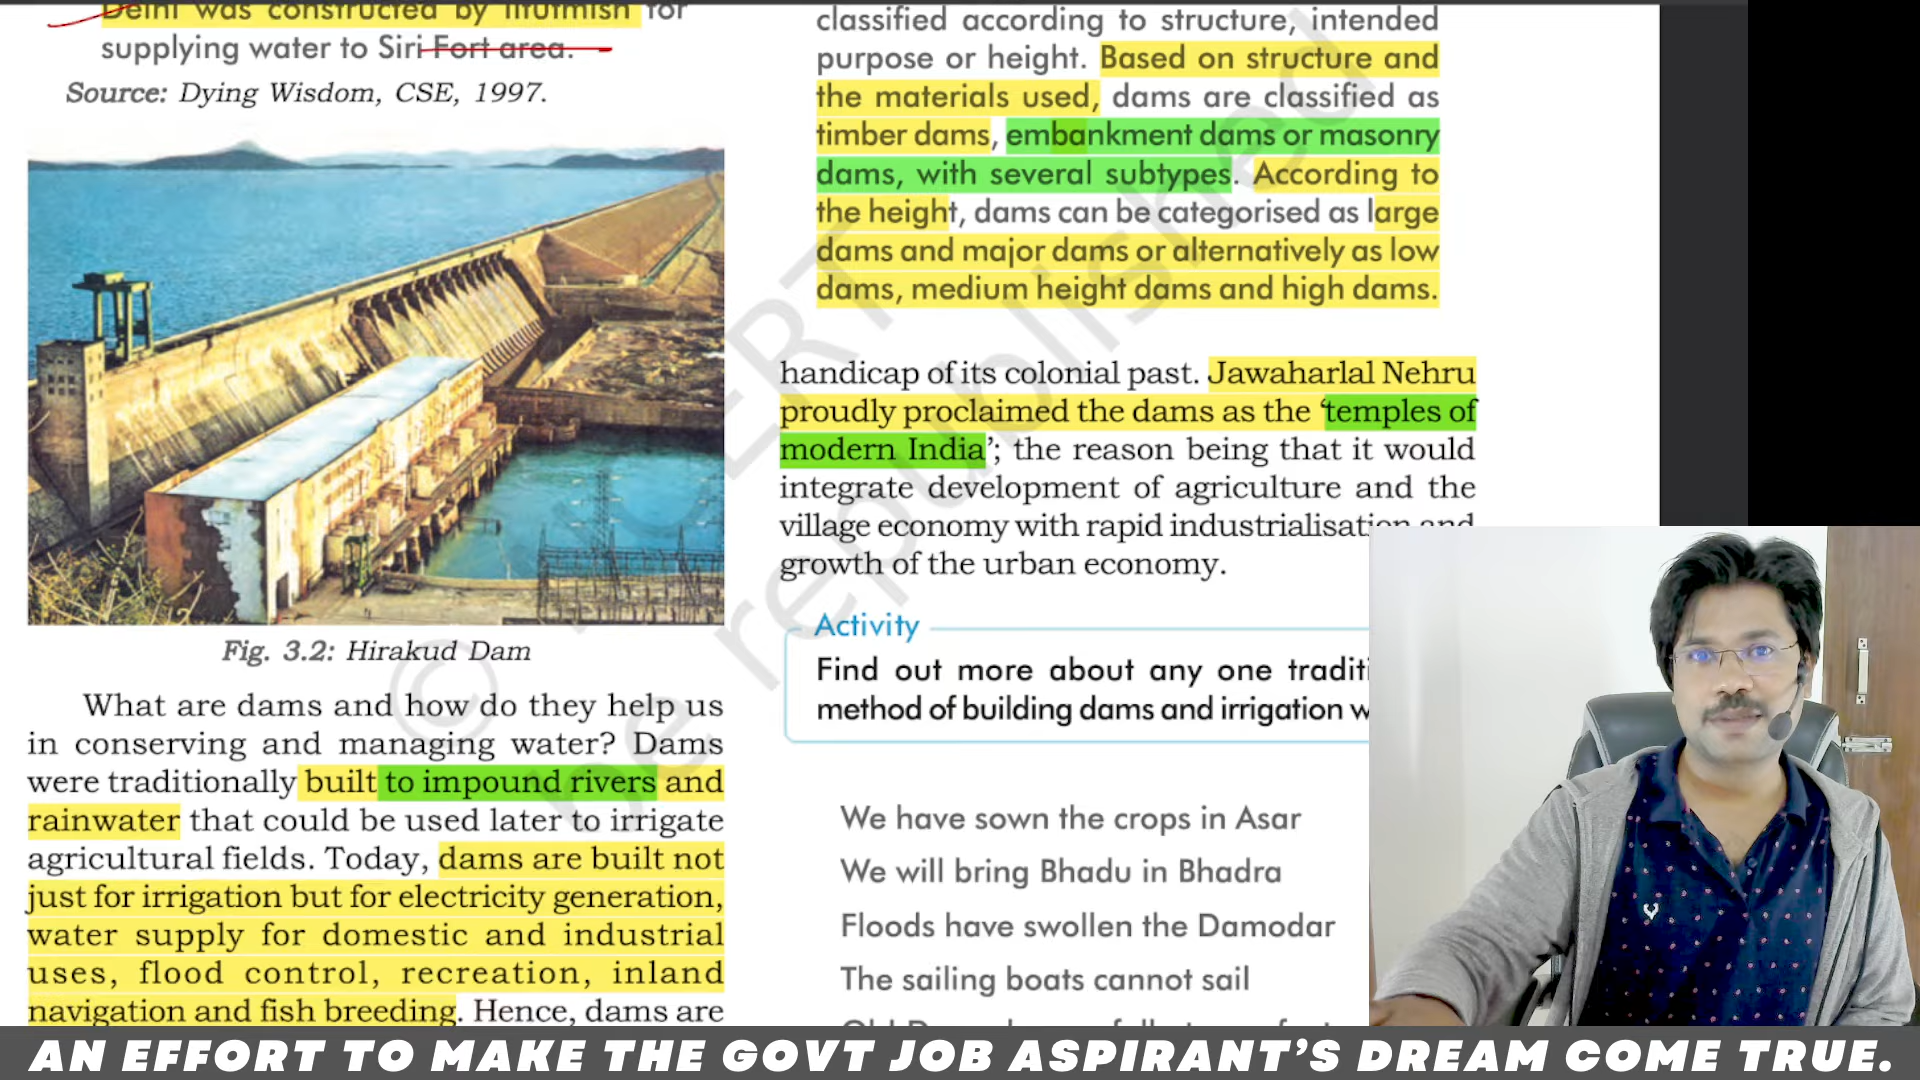 Delhi was constructed by Iltutmish for
supplying water to Siri Fort area.
Source: Dying Wisdom, CSE, 1997.
Fig. 3.2: Hirakud Dam
What are dams and how do they help us
in conserving and managing water? Dams
were traditionally built to impound rivers and
rainwater that could be used later to irrigate
agricultural fields. Today, dams are built not
just for irrigation but for electricity generation,
water supply for domestic and industrial
uses, flood control, recreation, inland
navigation and fish breeding. Hence, dams are
classified according to structure, intended
purpose or height. Based on structure and
the materials used, dams are classified as
timber dams, embankment dams or masonry
dams, with several subtypes. According to
the height, dams can be categorised as large
dams and major dams or alternatively as low
dams, medium height dams and high dams.
handicap of its colonial past. Jawaharlal Nehru
proudly proclaimed the dams as the ‘temples of
modern India’; the reason being that it would
integrate development of agriculture and the
village economy with rapid industrialisation and
growth of the urban economy.
Activity
Find out more about any one traditi
method of building dams and irrigation w
We have sown the crops in Asar
We will bring Bhadu in Bhadra
Floods have swollen the Damodar
The sailing boats cannot sail
be republished
AN EFFORT TO MAKE THE GOVT JOB ASPIRANT’S DREAM COME TRUE.